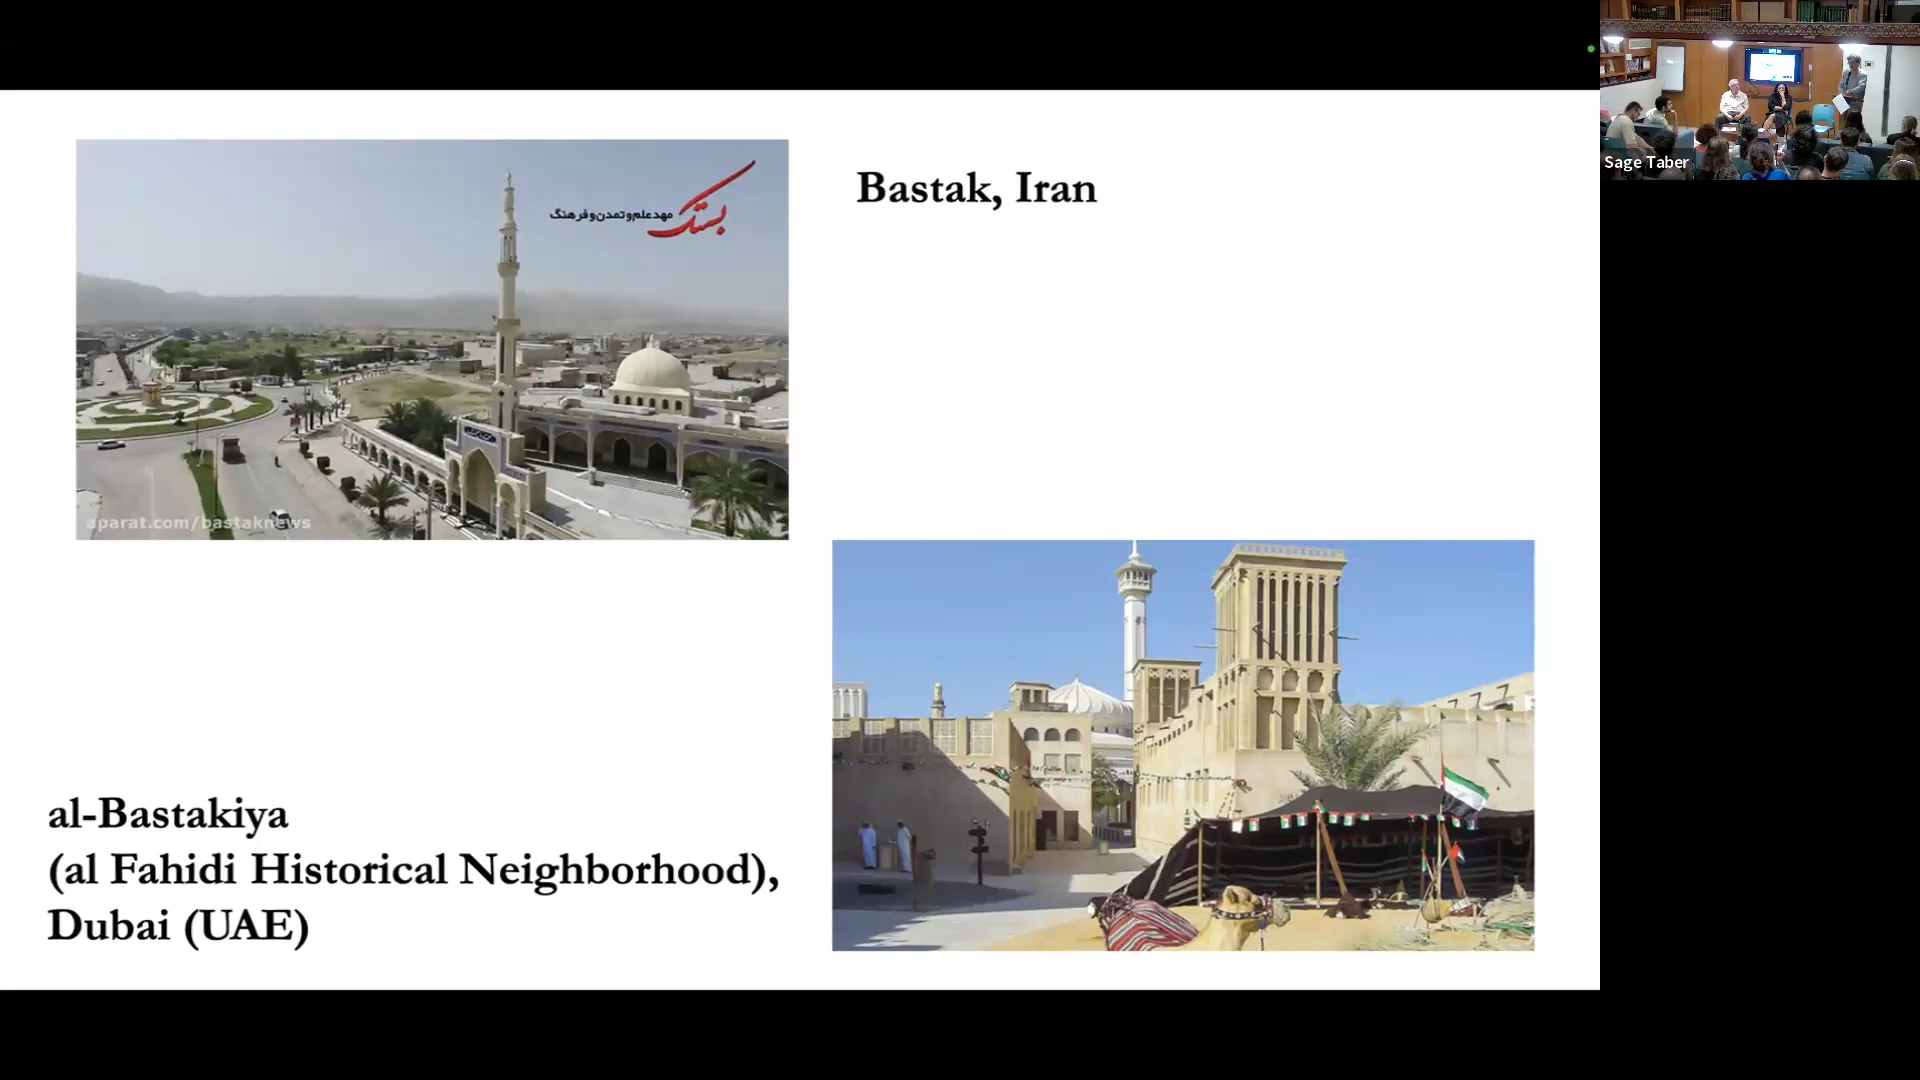 Bastak, Iran
بستک
مهد علم و تمدن و فرهنگ
aparat.com/bastaknews
al-Bastakiya
(al Fahidi Historical Neighborhood),
Dubai (UAE)
Sage Taber